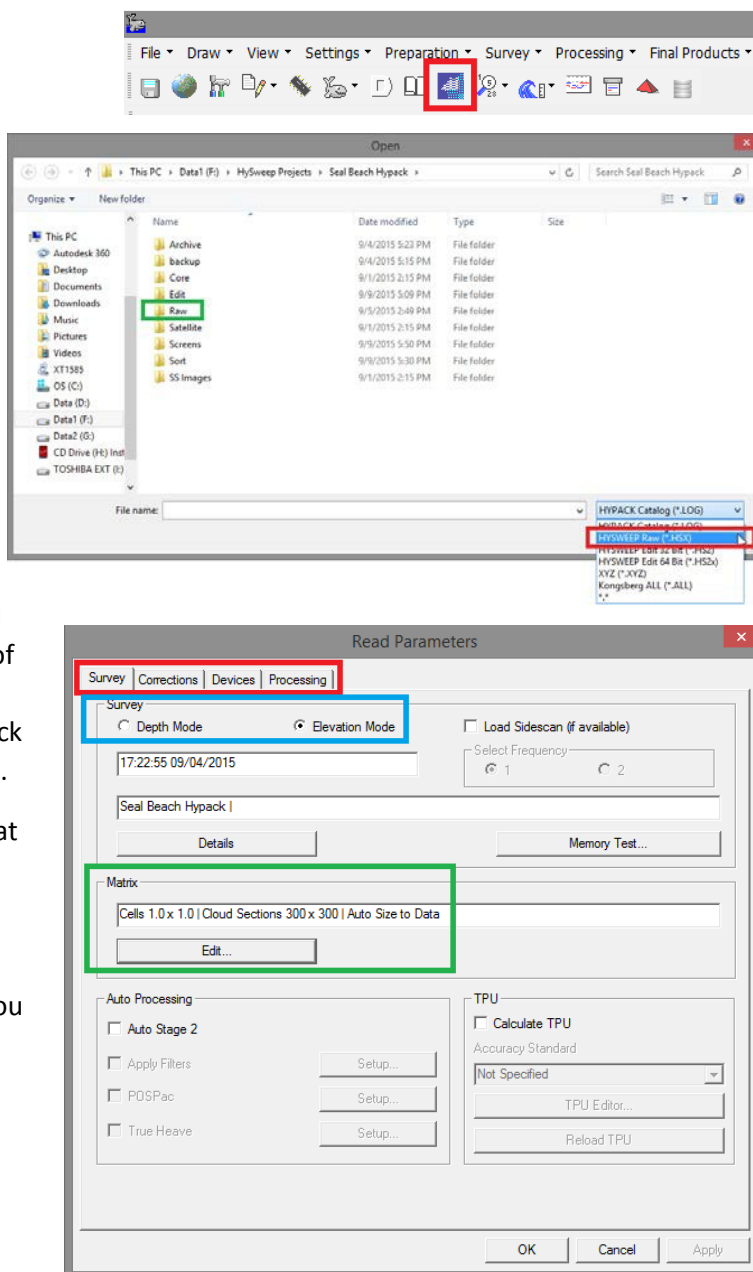 File Draw View Settings Preparation Survey Processing Final Products
Open
This PC Data1 (F:) HySweep Projects Seal Beach Hypack
Search Seal Beach Hypack
Organize New folder
Name Date modified Type Size
This PC
Autodesk 360
Desktop
Documents
Downloads
Music
Pictures
Videos
XT1585
OS (C:)
Data (D:)
Data1 (F:)
Data2 (G:)
CD Drive (H:) Inst
TOSHIBA EXT (I:)
Archive 9/4/2015 5:23 PM File folder
backup 9/4/2015 5:15 PM File folder
Core 9/1/2015 2:15 PM File folder
Edit 9/9/2015 5:09 PM File folder
Raw 9/5/2015 2:49 PM File folder
Satellite 9/1/2015 2:15 PM File folder
Screens 9/9/2015 5:50 PM File folder
Sort 9/9/2015 5:30 PM File folder
SS Images 9/1/2015 2:15 PM File folder
File name:
HYPACK Catalog (*.LOG)
HYPACK Catalog (*.LOG)
HYSWEEP Raw (*.HSX)
HYSWEEP Edit 32 Bit (*.HS2)
HYSWEEP Edit 64 Bit (*.HS2x)
XYZ (*.XYZ)
Kongsberg ALL (*.ALL)
*.*
of
ck
.
at
ou
Read Parameters
Survey Corrections Devices Processing
Survey
Depth Mode Elevation Mode Load Sidescan (if available)
Select Frequency
17:22:55 09/04/2015
1 2
Seal Beach Hypack |
Details Memory Test...
Matrix
Cells 1.0 x 1.0 | Cloud Sections 300 x 300 | Auto Size to Data
Edit...
Auto Processing
Auto Stage 2
Apply Filters Setup...
POSPac Setup...
True Heave Setup...
TPU
Calculate TPU
Accuracy Standard
Not Specified
TPU Editor...
Reload TPU
OK Cancel Apply